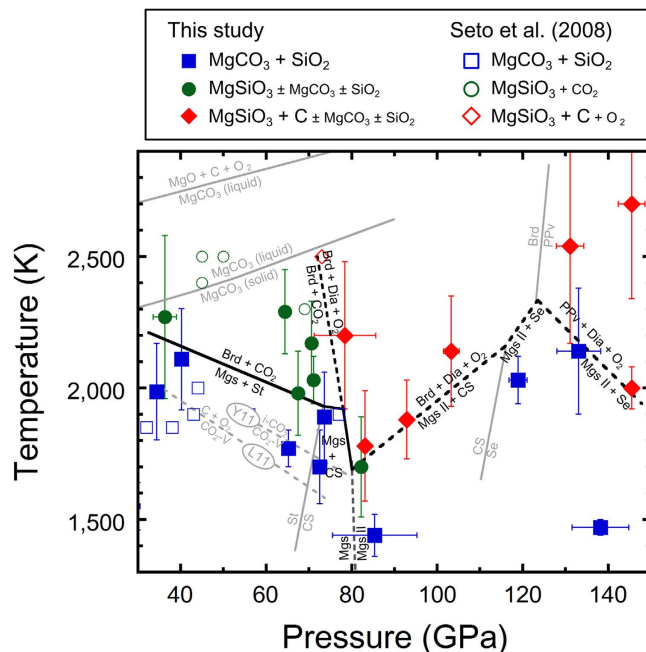 This study
Seto et al. (2008)
MgCO₃ + SiO₂
MgCO₃ + SiO₂
MgSiO₃ ± MgCO₃ ± SiO₂
MgSiO₃ + CO₂
MgSiO₃ + C ± MgCO₃ ± SiO₂
MgSiO₃ + C + O₂
MgO + C + O₂
MgCO₃ (liquid)
MgCO₃ (liquid)
MgCO₃ (solid)
Brd
PPv
Brd + CO₂
Brd + Dia + O₂
Brd + CO₂
Mgs + St
Brd + Dia + O₂
Mgs II + CS
Mgs II + Se
PPv + Dia + O₂
Mgs II + Se
C + O₂
CO₂-V
Y11
i-CO₂
CO₂-V
L11
Mgs
+
CS
St
CS
CS
Se
Mgs
Mgs II
2,500
2,000
1,500
Temperature (K)
40
60
80
100
120
140
Pressure (GPa)